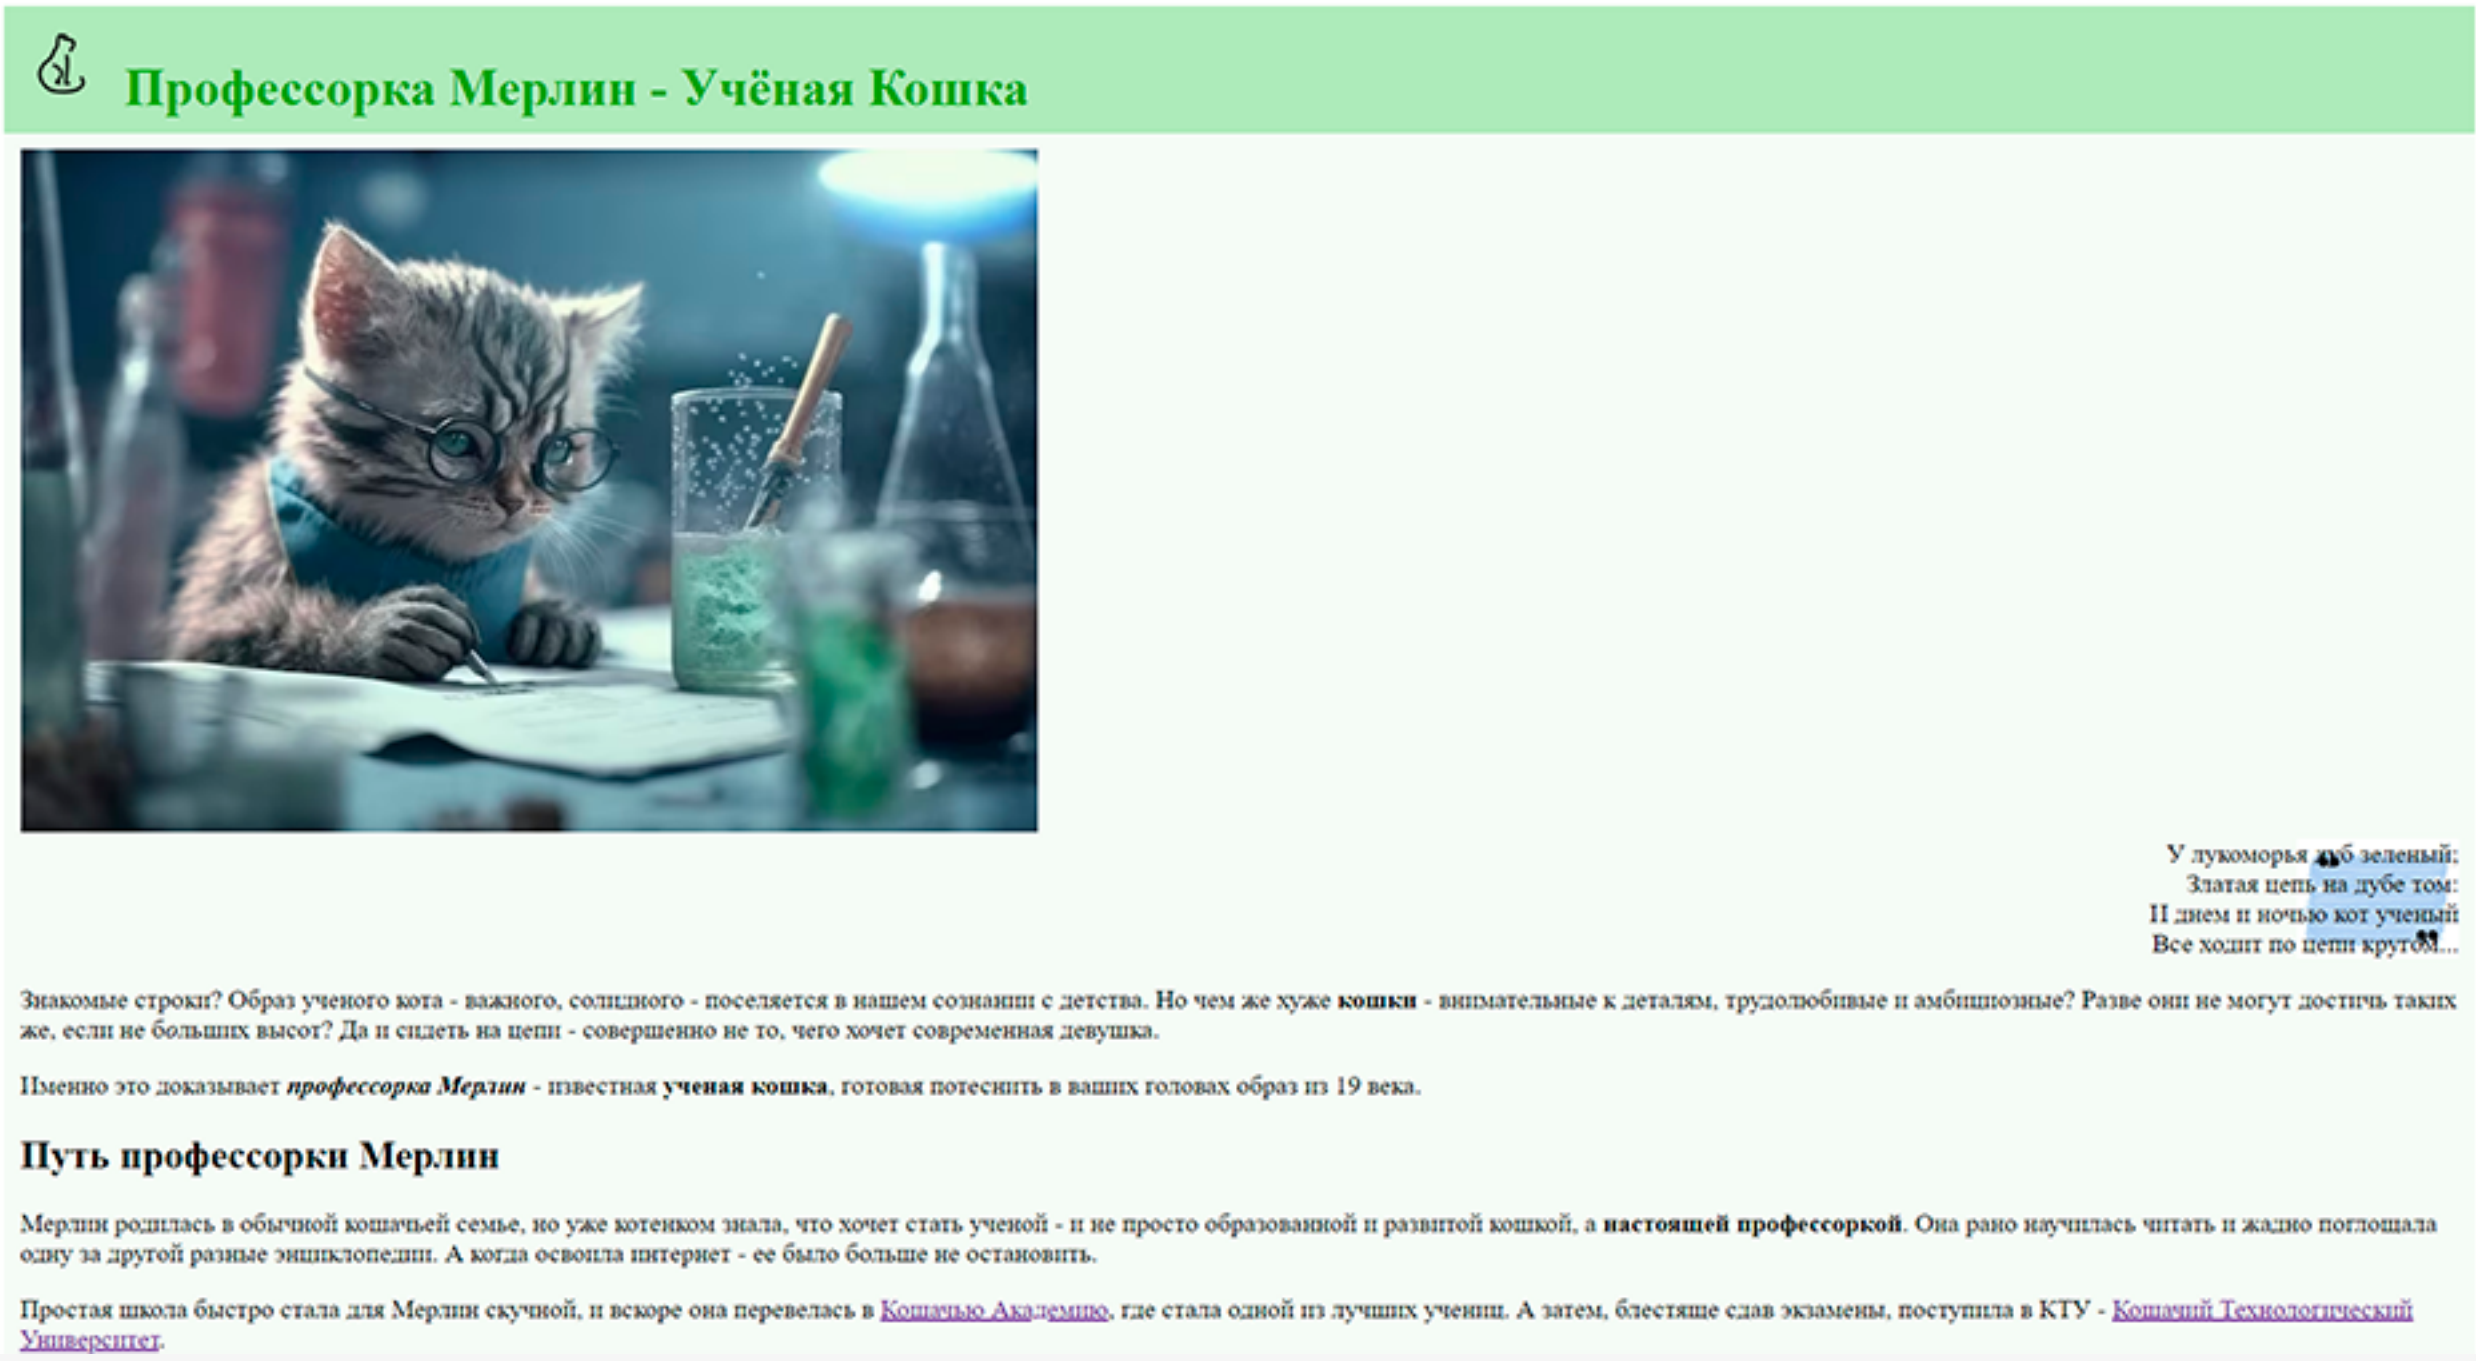 Профессорка Мерлин - Учёная Кошка
У лукоморья дуб зеленый;
Златая цепь на дубе том:
И днем и ночью кот ученый
Все ходит по цепи кругом...
Знакомые строки? Образ ученого кота - важного, солидного - поселяется в нашем сознании с детства. Но чем же хуже кошки - внимательные к деталям, трудолюбивые и амбициозные? Разве они не могут достичь таких
же, если не больших высот? Да и сидеть на цепи - совершенно не то, чего хочет современная девушка.
Именно это доказывает профессорка Мерлин - известная ученая кошка, готовая потеснить в ваших головах образ из 19 века.
Путь профессорки Мерлин
Мерлин родилась в обычной кошачьей семье, но уже котенком знала, что хочет стать ученой - и не просто образованной и развитой кошкой, а настоящей профессоркой. Она рано научилась читать и жадно поглощала
одну за другой разные энциклопедии. А когда освоила интернет - ее было больше не остановить.
Простая школа быстро стала для Мерлин скучной, и вскоре она перевелась в Кошачью Академию, где стала одной из лучших учениц. А затем, блестяще сдав экзамены, поступила в КТУ - Кошачий Технологический
Университет.